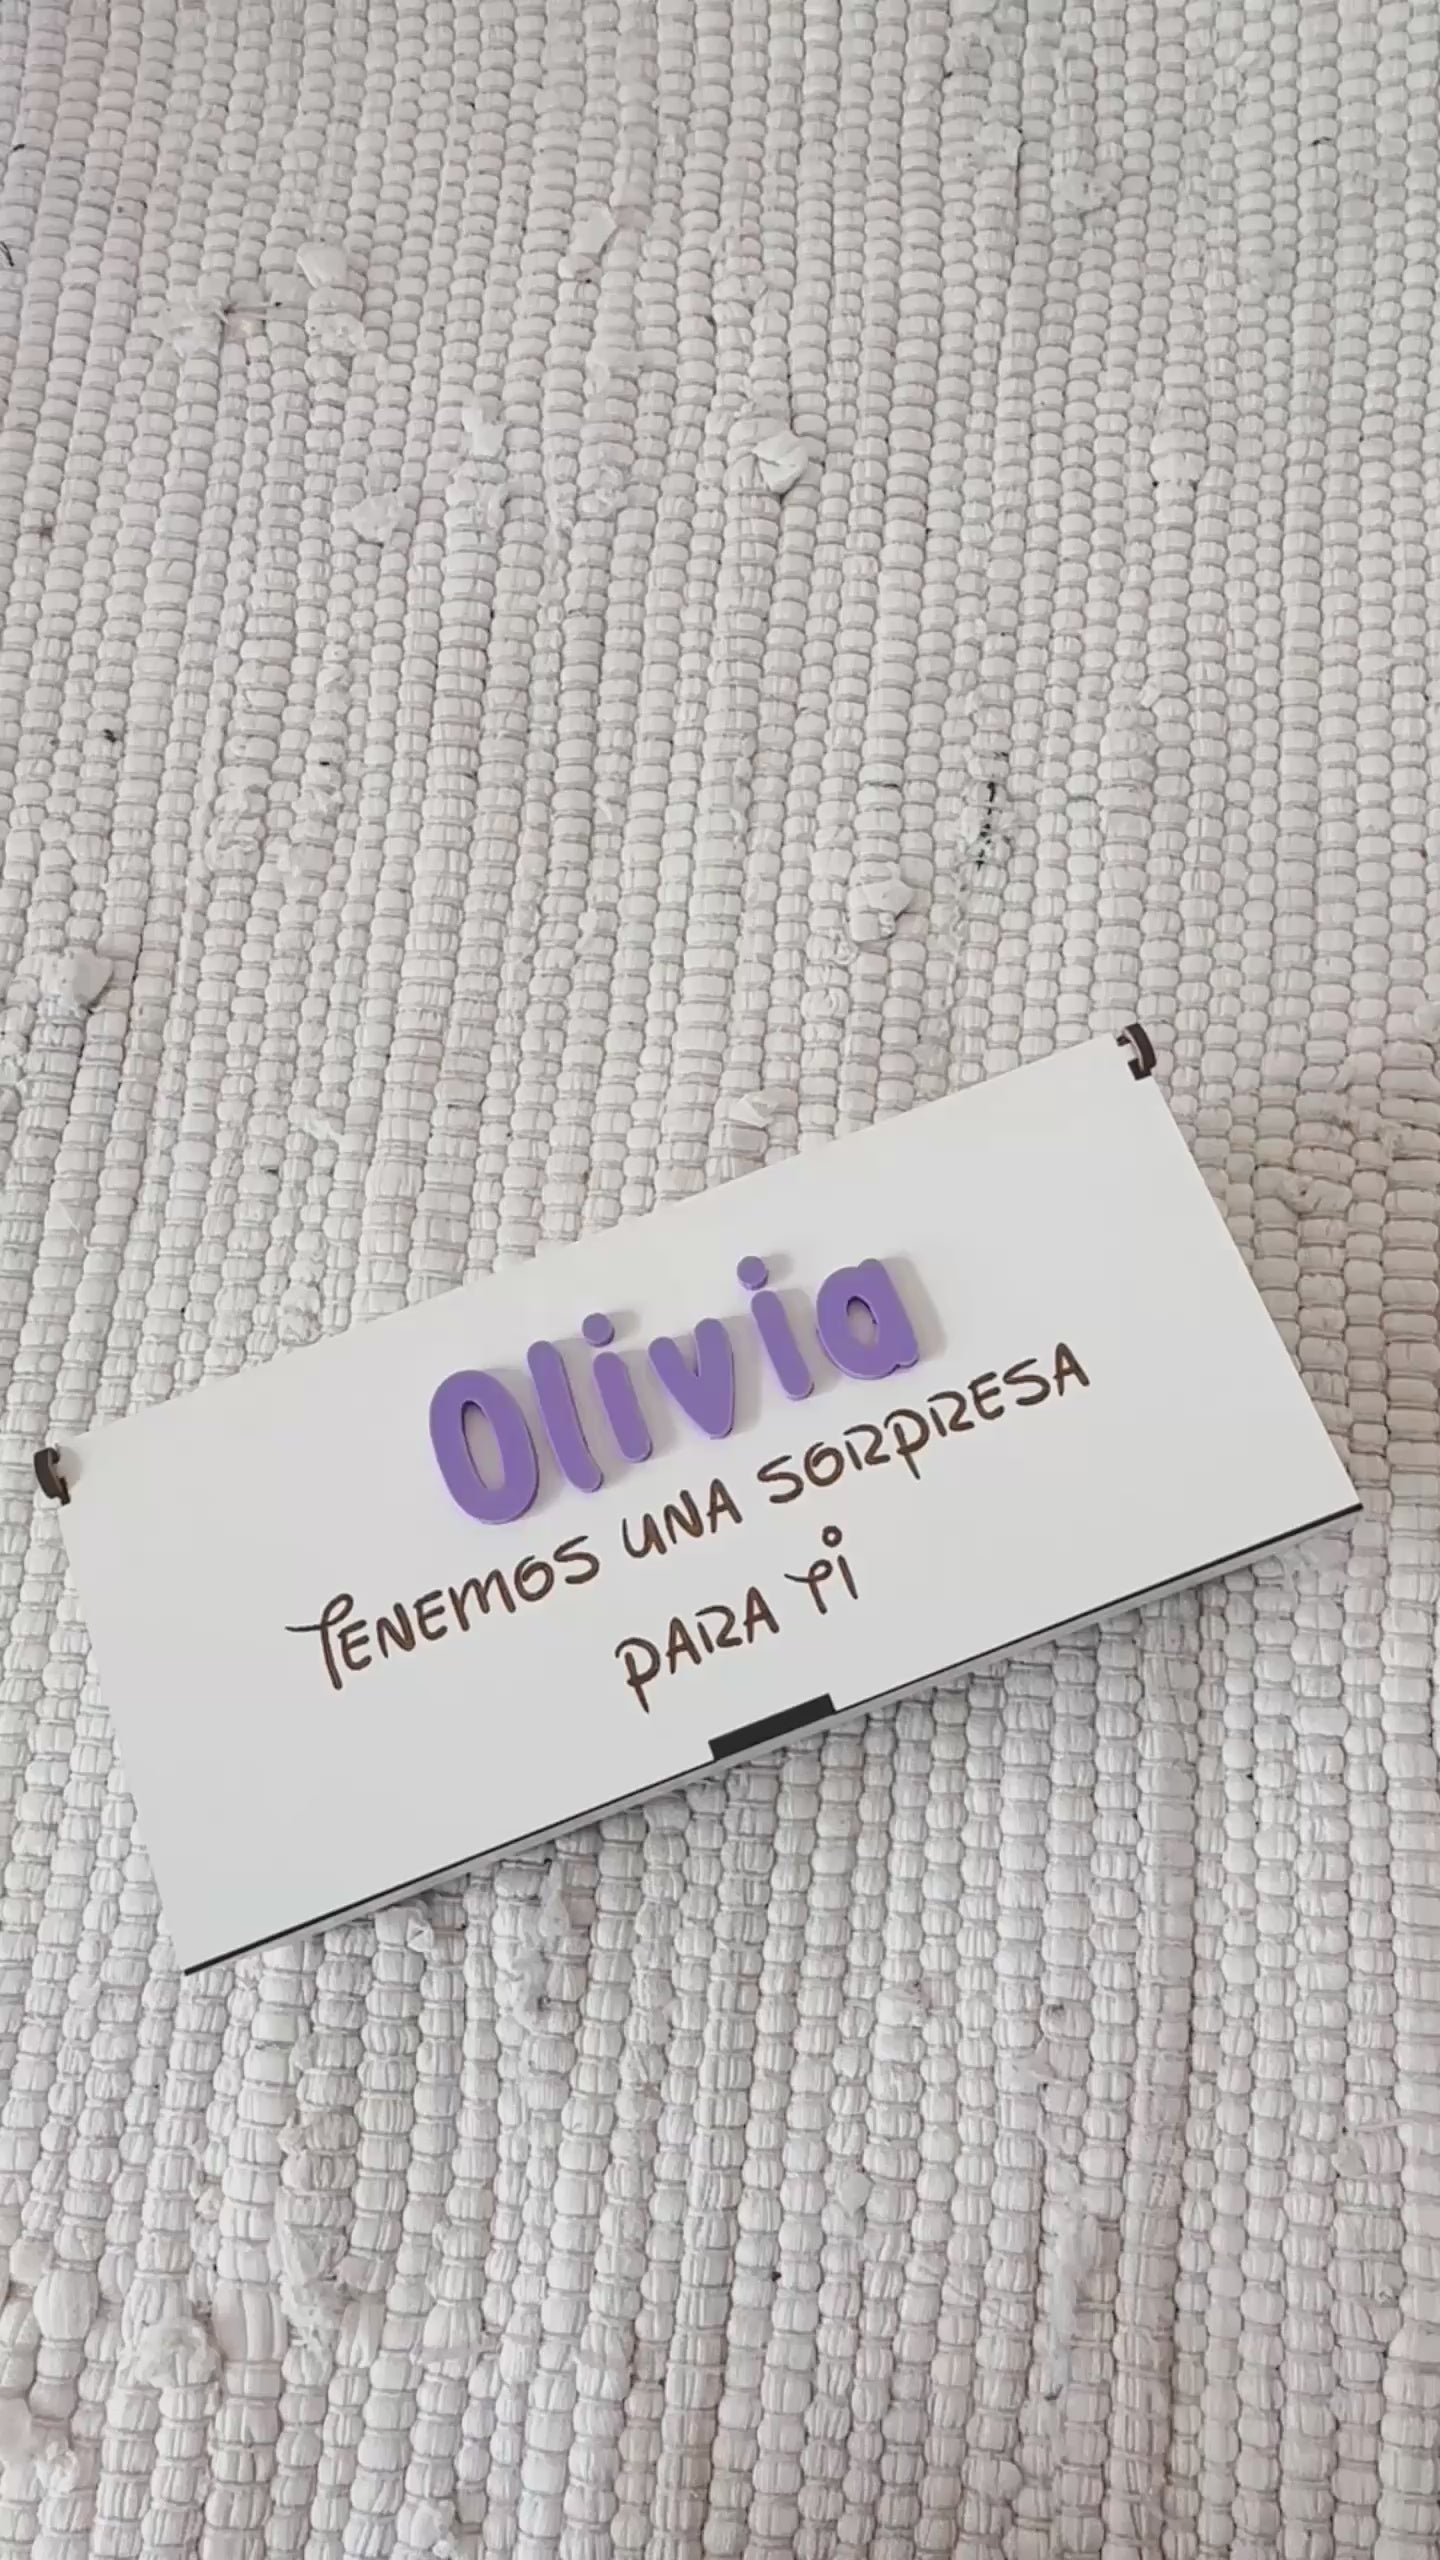 Olivia
TENEMOS UNA SORPRESA
PARA TI